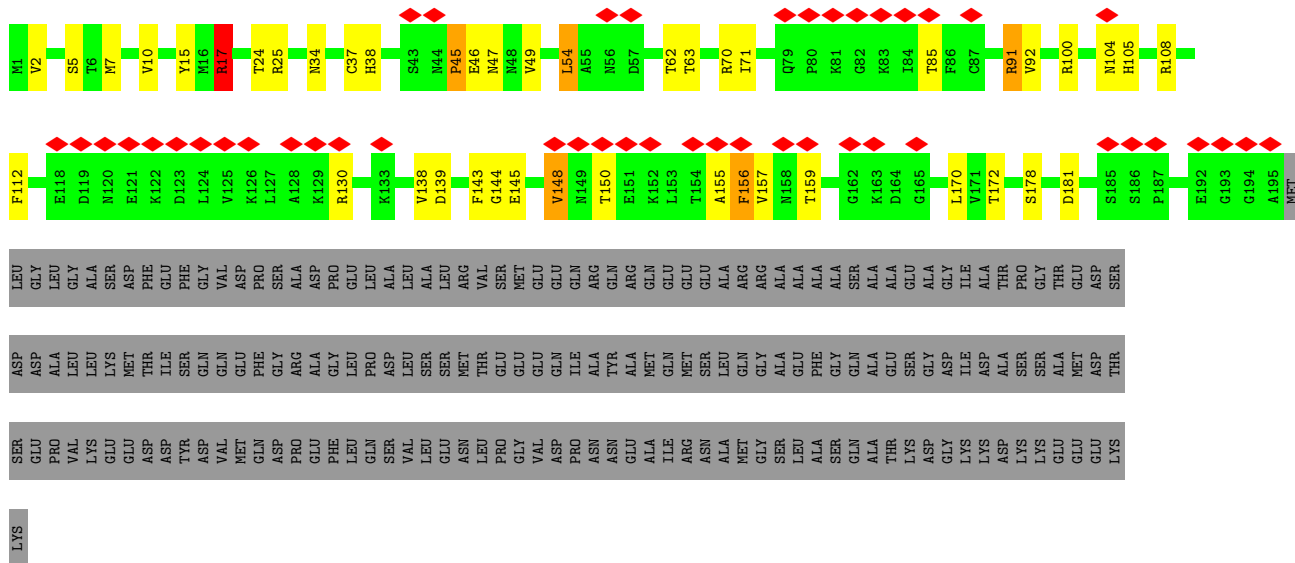 M1 V2 S5 T6 M7 V10 Y15 M16 R17 T24 R25 N34 C37 H38 S43 N44 P45 E46 N47 N48 V49 L54 A55 N56 D57 T62 T63 R70 I71 Q79 P80 K81 G82 K83 I84 T85 F86 C87 R91 V92 R100 N104 H105 R108
F112 E118 D119 N120 E121 K122 D123 L124 V125 K126 L127 A128 K129 R130 K133 V138 D139 F143 G144 E145 V148 N149 T150 E151 K152 L153 T154 A155 F156 V157 N158 T159 G162 K163 D164 G165 L170 V171 T172 S178 D181 S185 S186 P187 E192 G193 G194 A195 MET
LEU GLY LEU GLY ALA SER ASP PHE GLU PHE GLY VAL ASP PRO SER ALA ASP PRO GLU LEU ALA LEU ALA LEU ARG VAL SER MET GLU GLU GLN ARG GLN ARG GLN GLU GLU GLU ALA ARG ARG ALA ALA ALA ALA ALA SER ALA ALA GLU ALA GLY ILE ALA THR PRO GLY THR GLU ASP SER
ASP ASP ALA LEU LEU LYS MET THR ILE SER GLN GLN GLU PHE GLY ARG ALA GLY LEU PRO ASP LEU SER SER MET THR GLU GLU GLU GLN ILE ALA TYR ALA MET GLN MET SER LEU GLN GLY ALA GLU PHE GLY GLN ALA GLU SER GLY ASP ILE ASP ALA SER SER ALA MET ASP THR
SER GLU PRO VAL LYS GLU GLU ASP ASP TYR ASP VAL MET GLN ASP PRO GLU PHE LEU GLN SER VAL LEU GLU ASN LEU PRO GLY VAL ASP PRO ASN ASN GLU ALA ILE ARG ASN ALA MET GLY SER LEU ALA SER GLN ALA THR LYS ASP GLY LYS LYS ASP LYS LYS GLU GLU GLU LYS
LYS